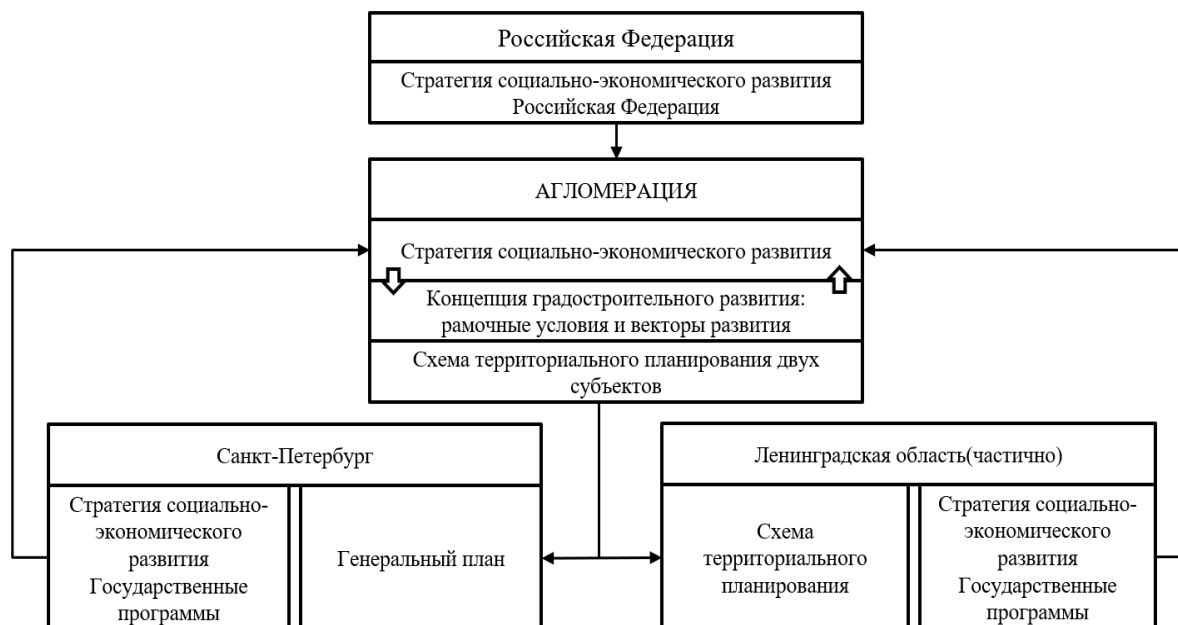 Российская Федерация
Стратегия социально-экономического развития
Российская Федерация
АГЛОМЕРАЦИЯ
Стратегия социально-экономического развития
Концепция градостроительного развития:
рамочные условия и векторы развития
Схема территориального планирования двух
субъектов
Санкт-Петербург
Стратегия социально-
экономического
развития
Государственные
программы
Генеральный план
Ленинградская область(частично)
Схема
территориального
планирования
Стратегия социально-
экономического
развития
Государственные
программы